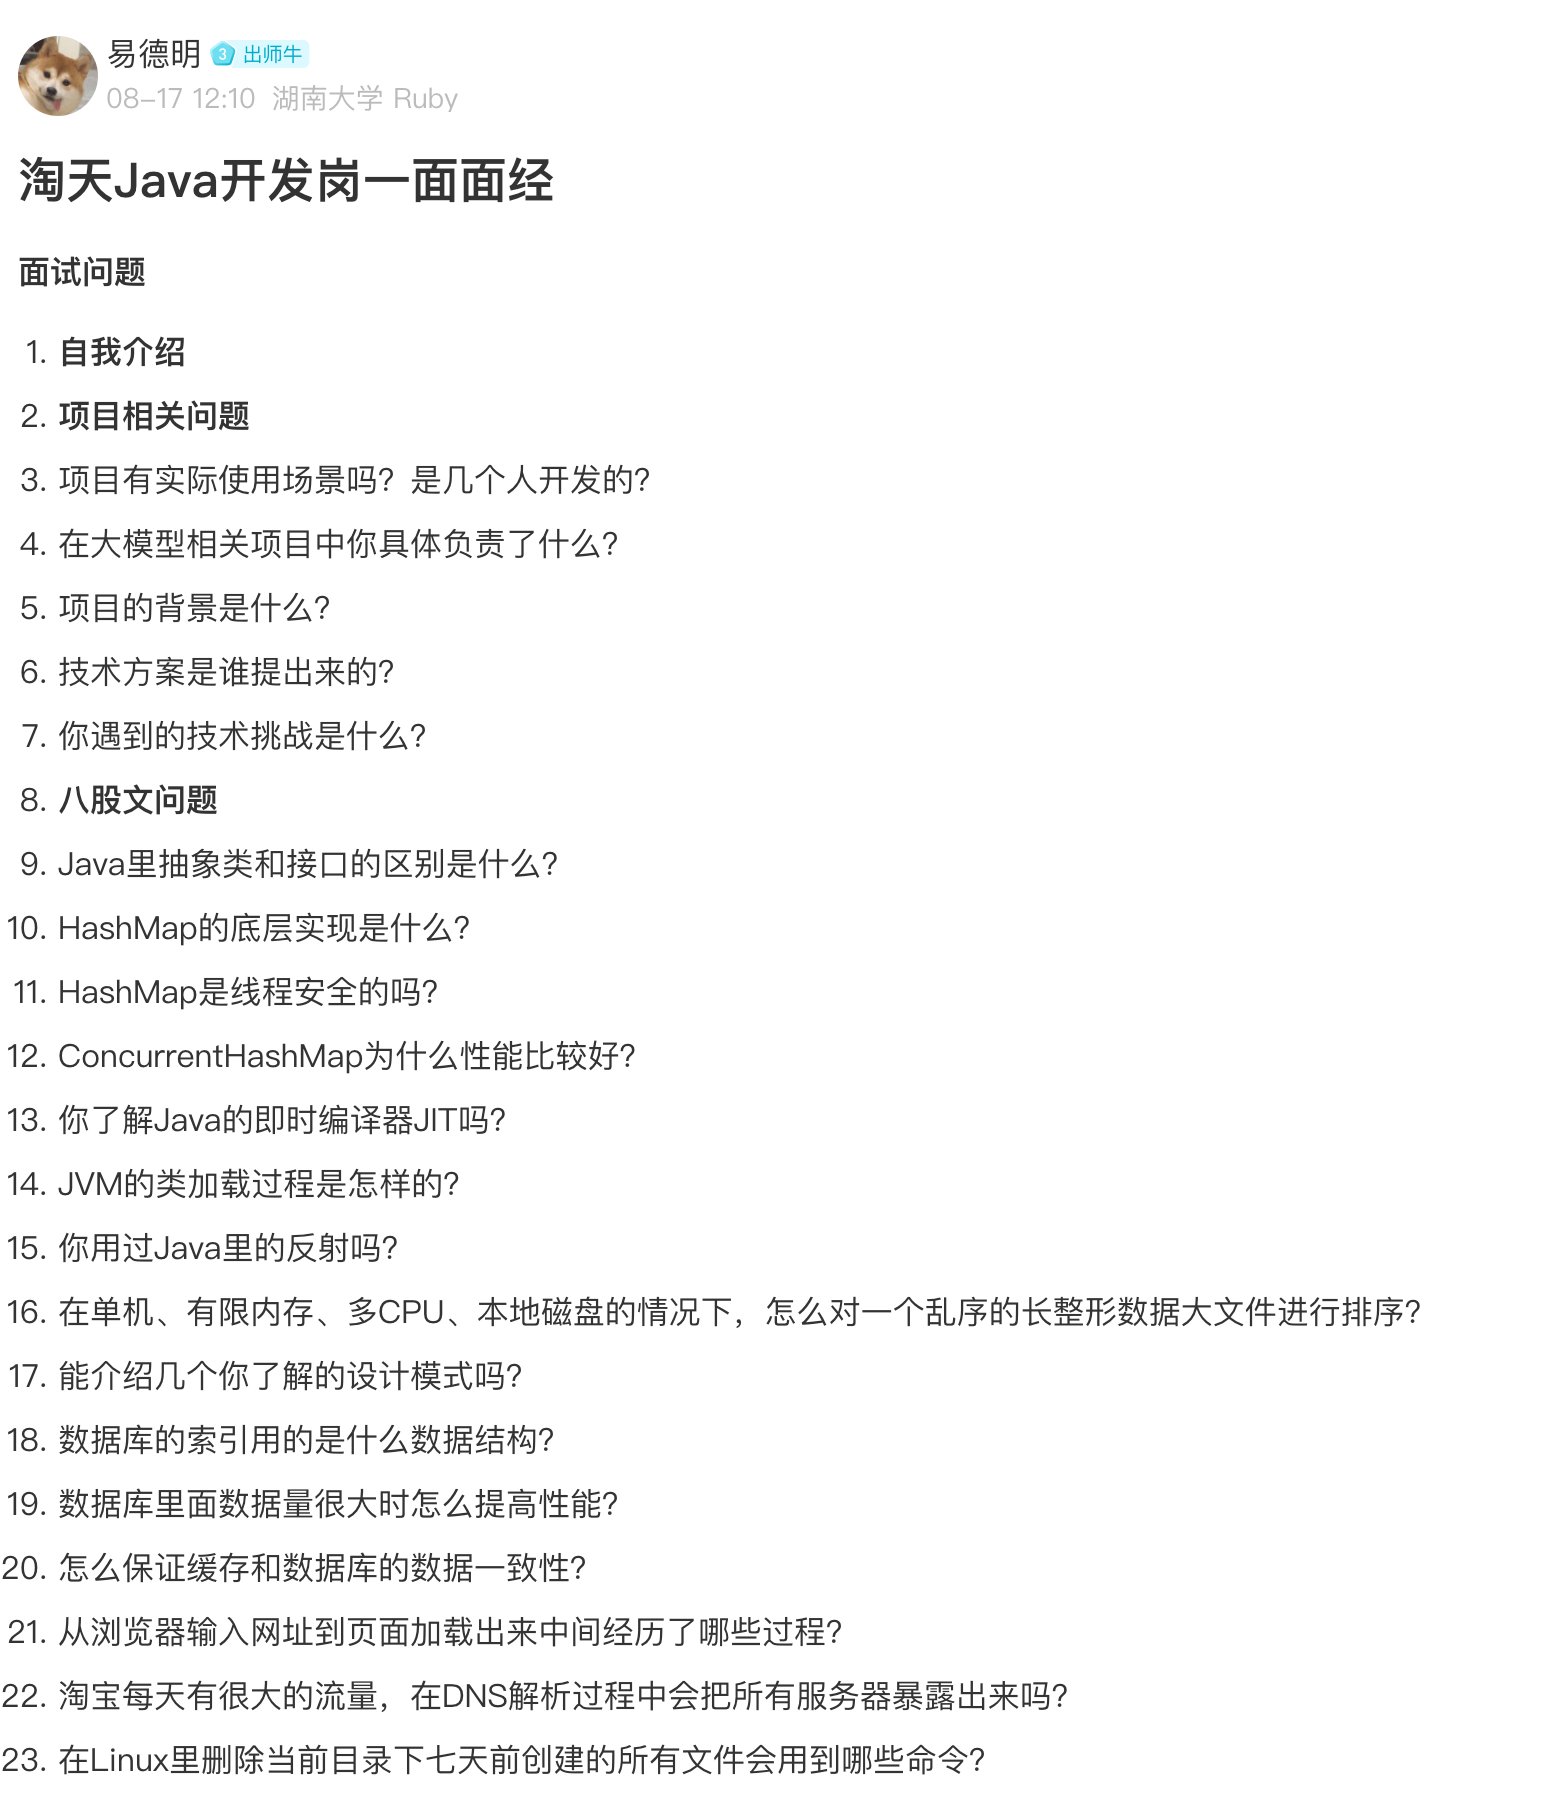 易德明 3 出师牛
08-17 12:10 湖南大学 Ruby
淘天Java开发岗一面面经
面试问题
1. 自我介绍
2. 项目相关问题
3. 项目有实际使用场景吗？是几个人开发的？
4. 在大模型相关项目中你具体负责了什么？
5. 项目的背景是什么？
6. 技术方案是谁提出来的？
7. 你遇到的技术挑战是什么？
8. 八股文问题
9. Java里抽象类和接口的区别是什么？
10. HashMap的底层实现是什么？
11. HashMap是线程安全的吗？
12. ConcurrentHashMap为什么性能比较好？
13. 你了解Java的即时编译器JIT吗？
14. JVM的类加载过程是怎样的？
15. 你用过Java里的反射吗？
16. 在单机、有限内存、多CPU、本地磁盘的情况下，怎么对一个乱序的长整形数据大文件进行排序？
17. 能介绍几个你了解的设计模式吗？
18. 数据库的索引用的是什么数据结构？
19. 数据库里面数据量很大时怎么提高性能？
20. 怎么保证缓存和数据库的数据一致性？
21. 从浏览器输入网址到页面加载出来中间经历了哪些过程？
22. 淘宝每天有很大的流量，在DNS解析过程中会把所有服务器暴露出来吗？
23. 在Linux里删除当前目录下七天前创建的所有文件会用到哪些命令？